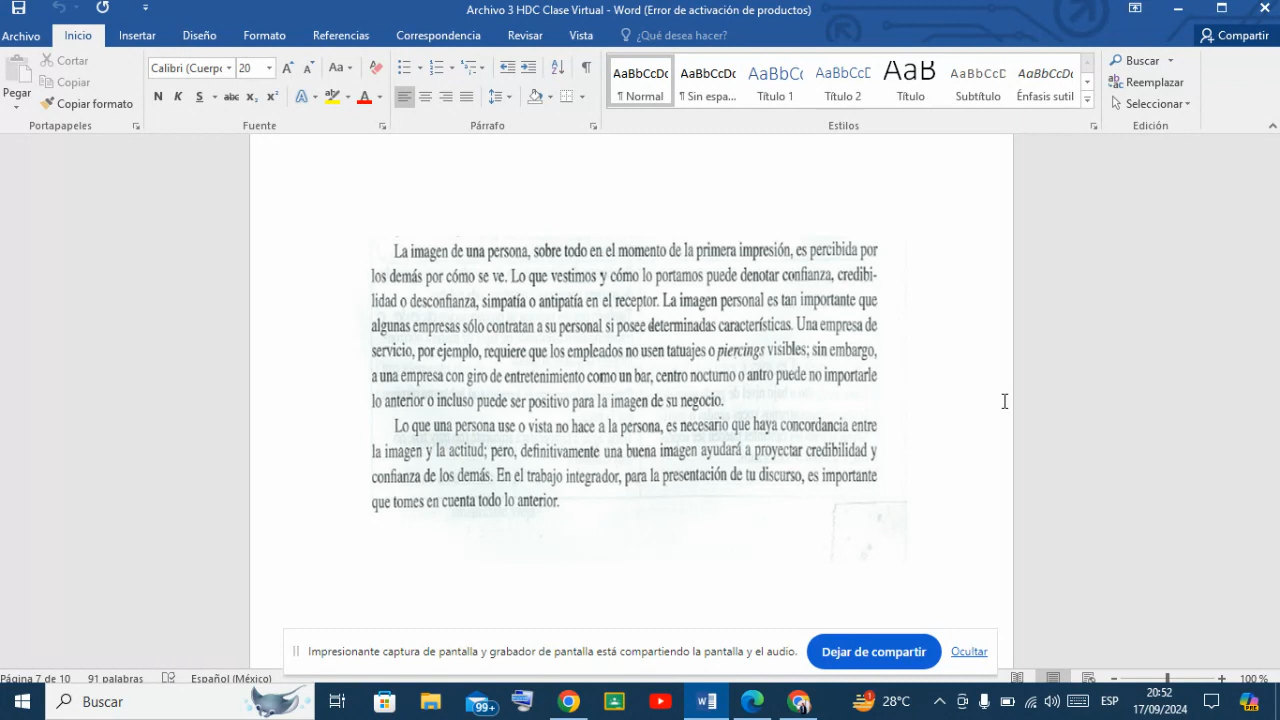 Archivo 3 HDC Clase Virtual - Word (Error de activación de productos)
Archivo Inicio Insertar Diseño Formato Referencias Correspondencia Revisar Vista ¿Qué desea hacer? Compartir
Pegar
Cortar
Copiar
Copiar formato
Portapapeles
Calibri (Cuerpo 20
N K S abc x₂ x² A A
Aa
Fuente
Párrafo
AaBbCcDc AaBbCcDc AaBbCc AaBbCcD AaB AaBbCcD AaBbCcDc
¶ Normal ¶ Sin espa... Título 1 Título 2 Título Subtítulo Énfasis sutil
Estilos
Buscar
Reemplazar
Seleccionar
Edición
La imagen de una persona, sobre todo en el momento de la primera impresión, es percibida por
los demás por cómo se ve. Lo que vestimos y cómo lo portamos puede denotar confianza, credibi-
lidad o desconfianza, simpatía o antipatía en el receptor. La imagen personal es tan importante que
algunas empresas sólo contratan a su personal si posee determinadas características. Una empresa de
servicio, por ejemplo, requiere que los empleados no usen tatuajes o piercings visibles; sin embargo,
a una empresa con giro de entretenimiento como un bar, centro nocturno o antro puede no importarle
lo anterior o incluso puede ser positivo para la imagen de su negocio.
Lo que una persona use o vista no hace a la persona, es necesario que haya concordancia entre
la imagen y la actitud; pero, definitivamente una buena imagen ayudará a proyectar credibilidad y
confianza de los demás. En el trabajo integrador, para la presentación de tu discurso, es importante
que tomes en cuenta todo lo anterior.
Impresionante captura de pantalla y grabador de pantalla está compartiendo la pantalla y el audio. Dejar de compartir Ocultar
Página 7 de 10 91 palabras Español (México) 100 %
Buscar 99+ 1 28°C ESP 20:52
17/09/2024